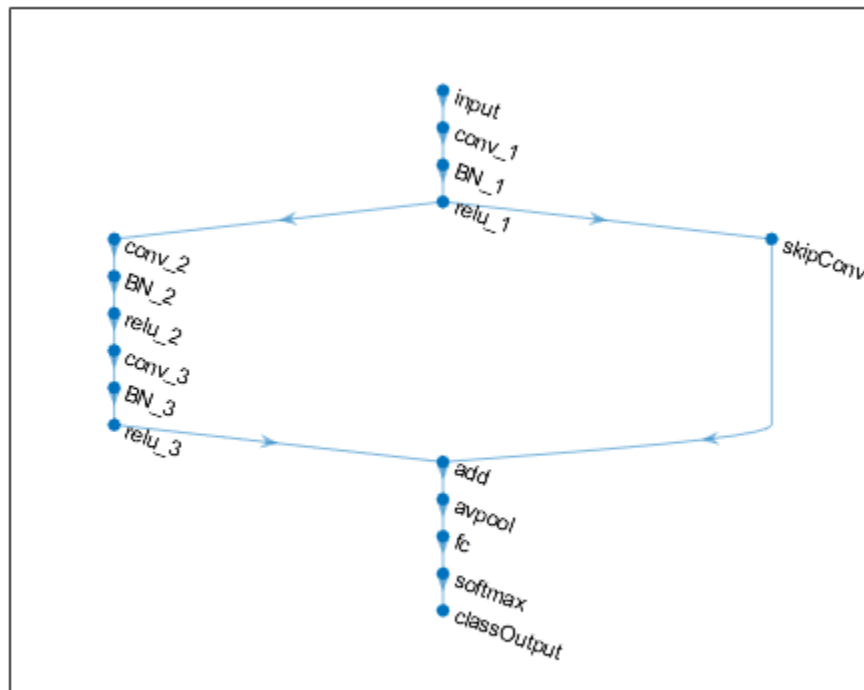 input
conv_1
BN_1
relu_1
conv_2
BN_2
relu_2
conv_3
BN_3
relu_3
skipConv
add
avpool
fc
softmax
classOutput